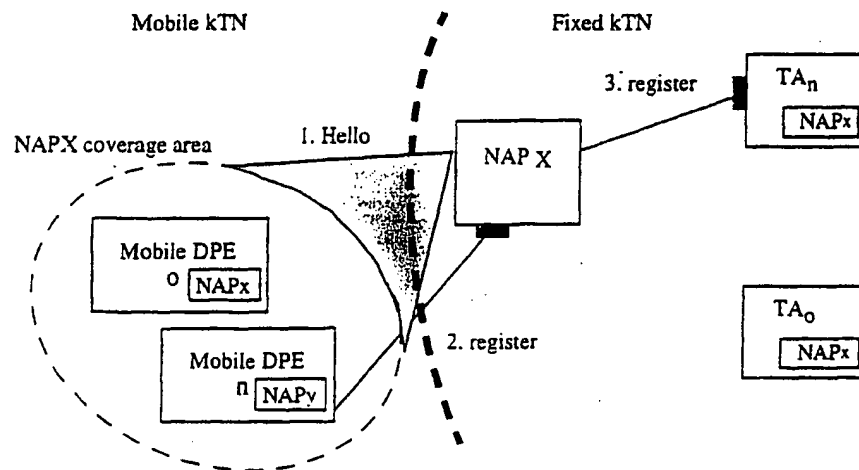 Mobile kTN
Fixed kTN
TAn
3. register
NAPx
1. Hello
NAPX coverage area
NAP X
Mobile DPE
o NAPx
TAo
NAPx
2. register
Mobile DPE
n NAPy